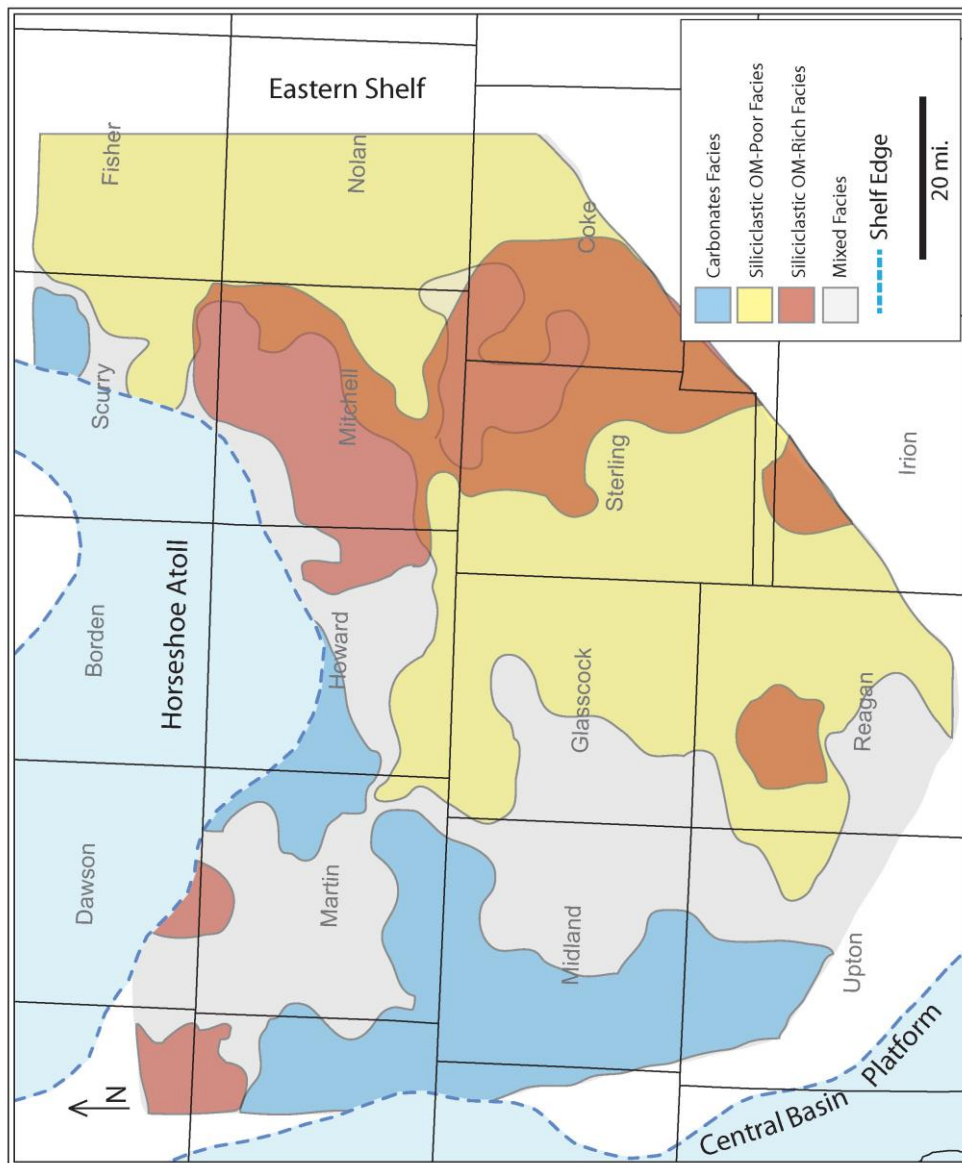 Eastern Shelf
Fisher
Nolan
Coke
Scurry
Mitchell
Sterling
Irion
Borden
Horseshoe Atoll
Howard
Glasscock
Reagan
Dawson
Martin
Midland
Upton
N
Central Basin Platform
Carbonates Facies
Siliciclastic OM-Poor Facies
Siliciclastic OM-Rich Facies
Mixed Facies
Shelf Edge
20 mi.